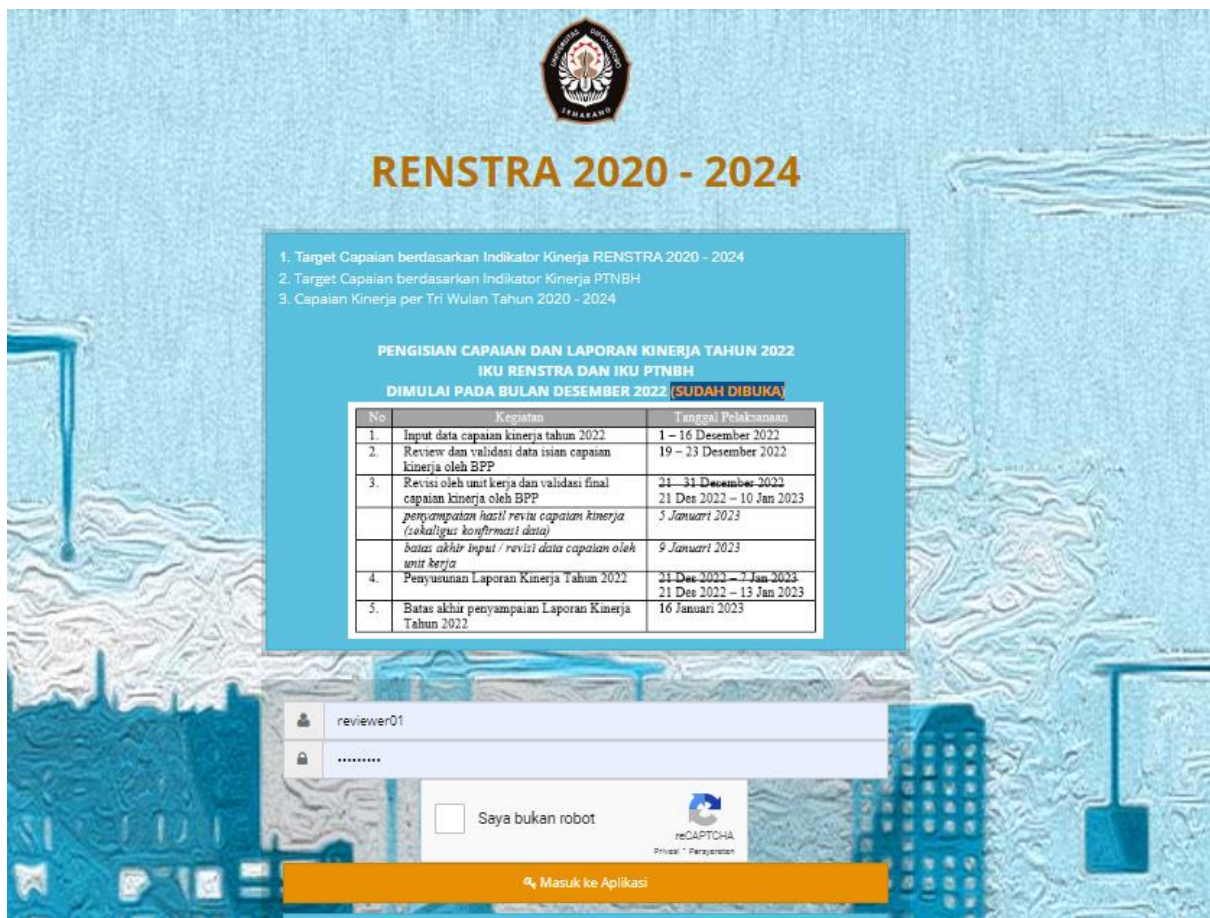 UNIVERSITAS DIPONEGORO
SEMARANG
RENSTRA 2020 - 2024
1. Target Capaian berdasarkan Indikator Kinerja RENSTRA 2020 - 2024
2. Target Capaian berdasarkan Indikator Kinerja PTNBH
3. Capaian Kinerja per Tri Wulan Tahun 2020 - 2024
PENGISIAN CAPAIAN DAN LAPORAN KINERJA TAHUN 2022
IKU RENSTRA DAN IKU PTNBH
DIMULAI PADA BULAN DESEMBER 2022 (SUDAH DIBUKA)
No Kegiatan Tanggal Pelaksanaan
1. Input data capaian kinerja tahun 2022 1 – 16 Desember 2022
2. Review dan validasi data isian capaian 19 – 23 Desember 2022
kinerja oleh BPP
3. Revisi oleh unit kerja dan validasi final 21 – 31 Desember 2022
capaian kinerja oleh BPP 21 Des 2022 – 10 Jan 2023
penyampaian hasil reviu capaian kinerja 5 Januari 2023
(sekaligus konfirmasi data)
batas akhir input / revisi data capaian oleh 9 Januari 2023
unit kerja
4. Penyusunan Laporan Kinerja Tahun 2022 21 Des 2022 – 7 Jan 2023
21 Des 2022 – 13 Jan 2023
5. Batas akhir penyampaian Laporan Kinerja 16 Januari 2023
Tahun 2022
reviewer01
Saya bukan robot
reCAPTCHA
Privasi - Persyaratan
Masuk ke Aplikasi